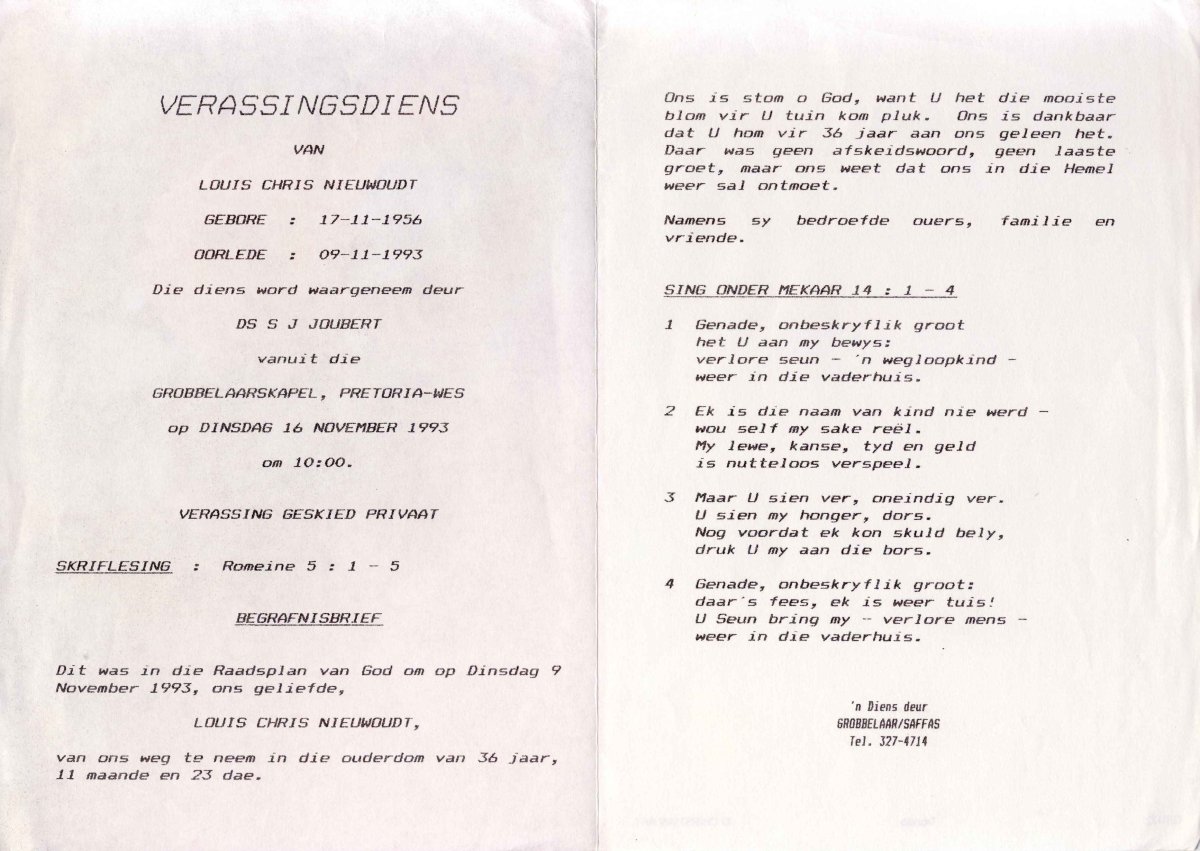 VERASSINGSDIENS
VAN
LOUIS CHRIS NIEUWOUDT
GEBORE : 17-11-1956
OORLEDE : 09-11-1993
Die diens word waargeneem deur
DS S J JOUBERT
vanuit die
GROBBELAARSKAPEL, PRETORIA-WES
op DINSDAG 16 NOVEMBER 1993
om 10:00.
VERASSING GESKIED PRIVAAT
SKRIFLESING : Romeine 5 : 1 - 5
BEGRAFNISBRIEF
Dit was in die Raadsplan van God om op Dinsdag 9
November 1993, ons geliefde,
LOUIS CHRIS NIEUWOUDT,
van ons weg te neem in die ouderdom van 36 jaar,
11 maande en 23 dae.
Ons is stom o God, want U het die mooiste
blom vir U tuin kom pluk. Ons is dankbaar
dat U hom vir 36 jaar aan ons geleen het.
Daar was geen afskeidswoord, geen laaste
groet, maar ons weet dat ons in die Hemel
weer sal ontmoet.
Namens sy bedroefde ouers, familie en
vriende.
SING ONDER MEKAAR 14 : 1 - 4
1 Genade, onbeskryflik groot
het U aan my bewys:
verlore seun - 'n wegloopkind -
weer in die vaderhuis.
2 Ek is die naam van kind nie werd -
wou self my sake reël.
My lewe, kanse, tyd en geld
is nutteloos verspeel.
3 Maar U sien ver, oneindig ver.
U sien my honger, dors.
Nog voordat ek kon skuld bely,
druk U my aan die bors.
4 Genade, onbeskryflik groot:
daar's fees, ek is weer tuis!
U Seun bring my - verlore mens -
weer in die vaderhuis.
'n Diens deur
GROBBELAAR/SAFFAS
Tel. 327-4714